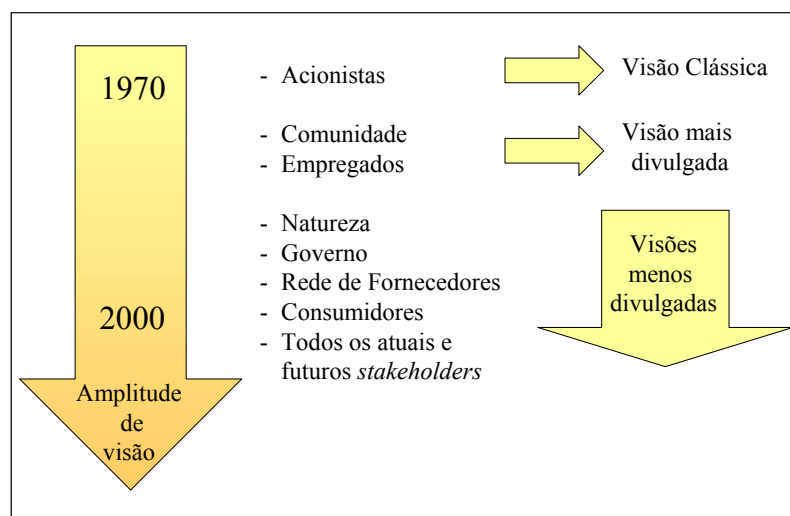 1970
- Acionistas
Visão Clássica
- Comunidade
- Empregados
Visão mais
divulgada
- Natureza
- Governo
- Rede de Fornecedores
- Consumidores
- Todos os atuais e
futuros stakeholders
Visões
menos
divulgadas
2000
Amplitude
de
visão